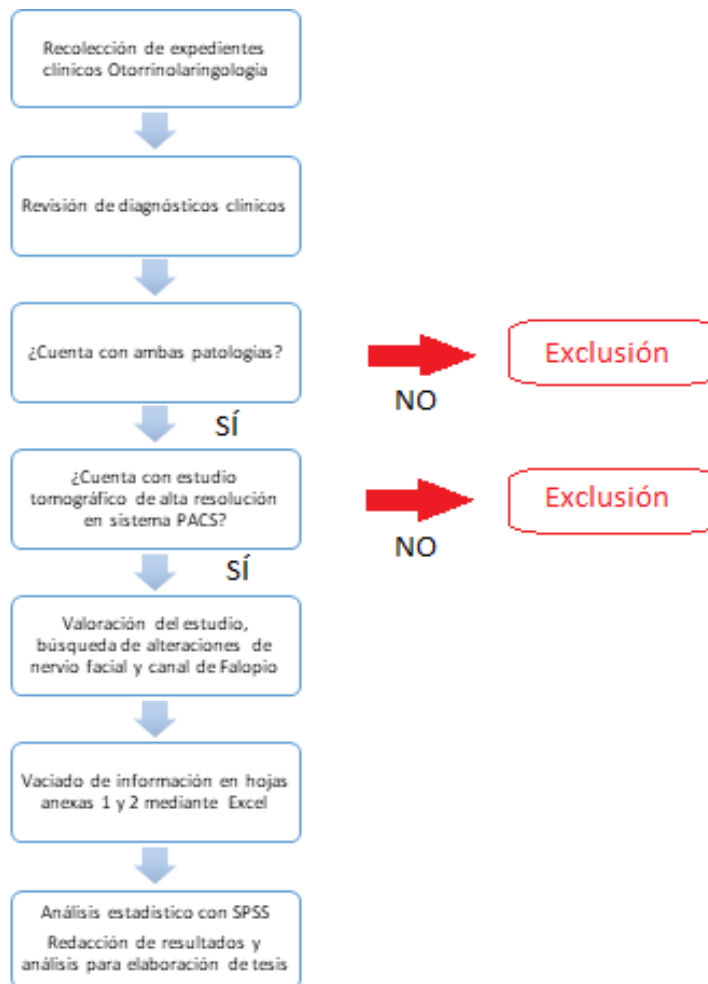 Recolección de expedientes
clínicos Otorrinolaringología
Revisión de diagnósticos clínicos
¿Cuenta con ambas patologías?
Exclusión
NO
SÍ
¿Cuenta con estudio
tomográfico de alta resolución
en sistema PACS?
Exclusión
NO
SÍ
Valoración del estudio,
búsqueda de alteraciones de
nervio facial y canal de Falopio
Vaciado de información en hojas
anexas 1 y 2 mediante Excel
Análisis estadístico con SPSS
Redacción de resultados y
análisis para elaboración de tesis